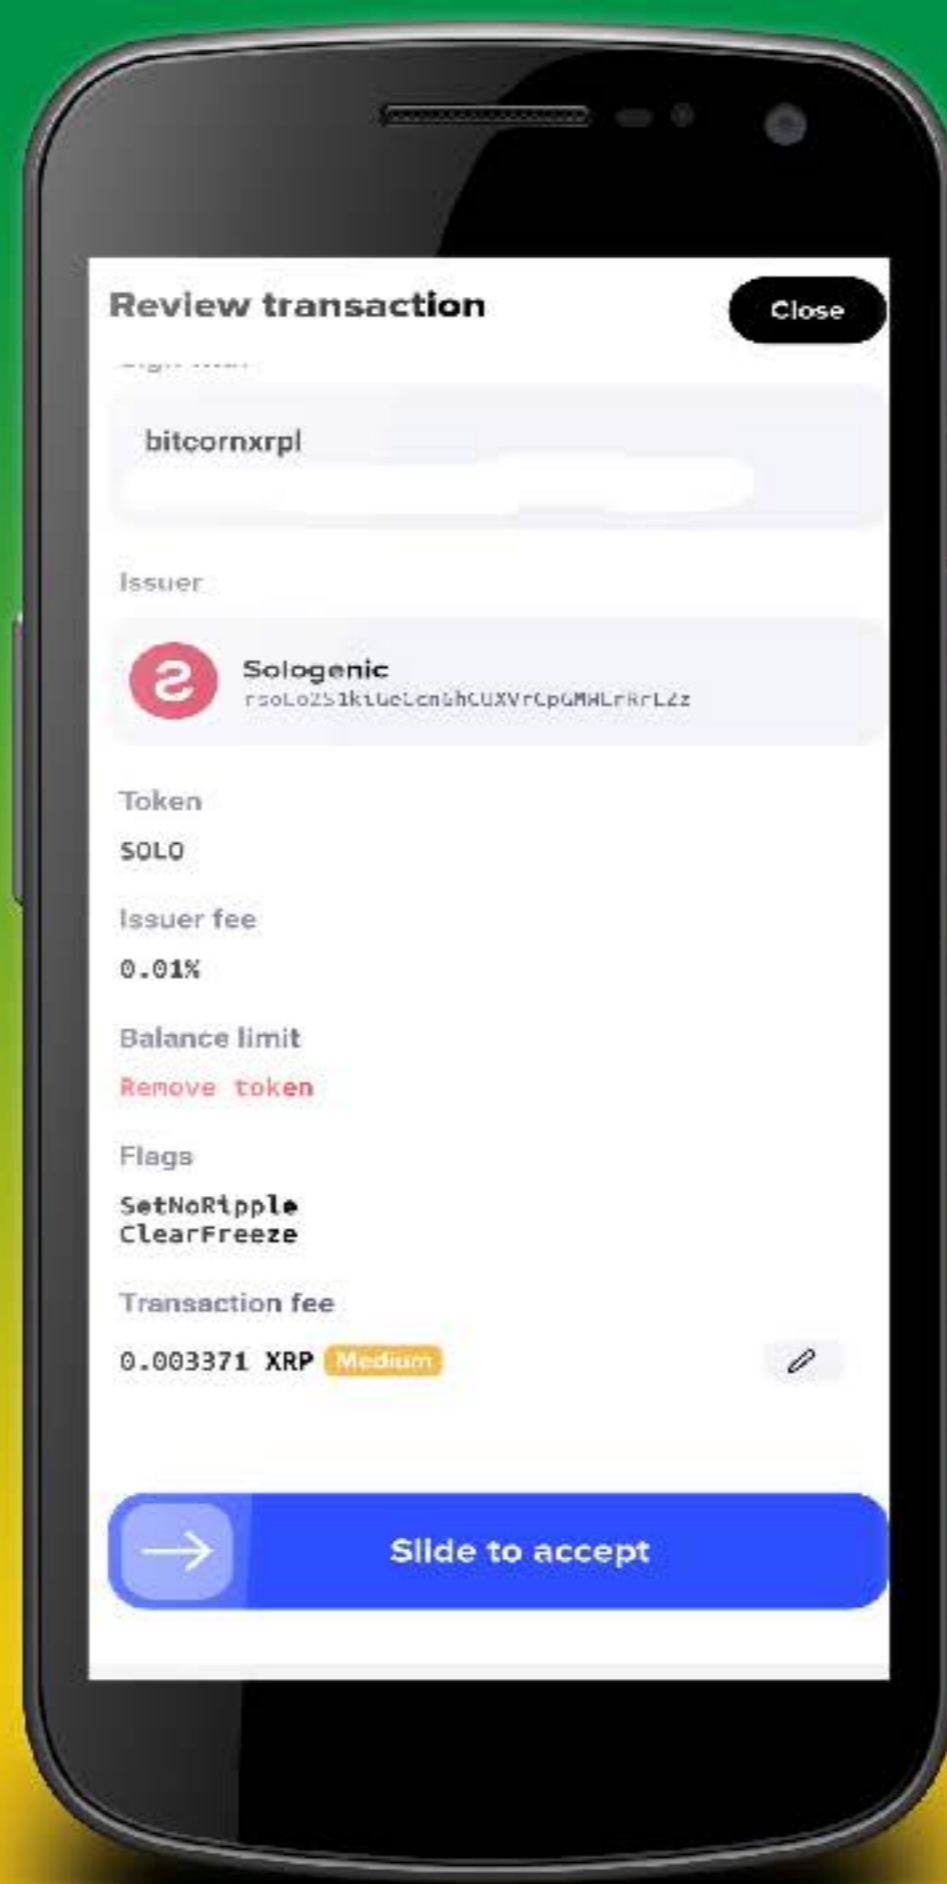 Review transaction
Close
bitcornxrpl
Issuer
Sologenic
Token
SOLO
Issuer fee
0.01%
Balance limit
Remove token
Flags
SetNoRipple
ClearFreeze
Transaction fee
0.003371 XRP Medium
Slide to accept